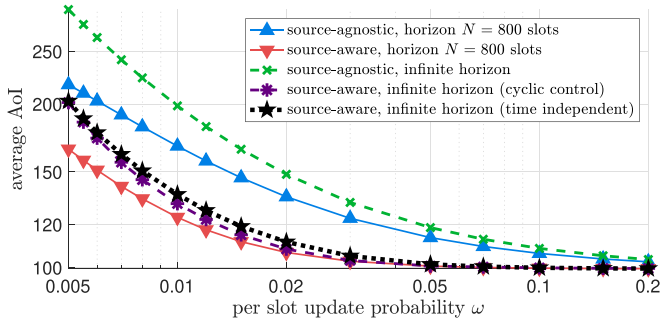 source-agnostic, horizon N = 800 slots
source-aware, horizon N = 800 slots
source-agnostic, infinite horizon
source-aware, infinite horizon (cyclic control)
source-aware, infinite horizon (time independent)
average AoI
250
200
150
120
100
0.005
0.01
0.02
0.05
0.1
0.2
per slot update probability ω